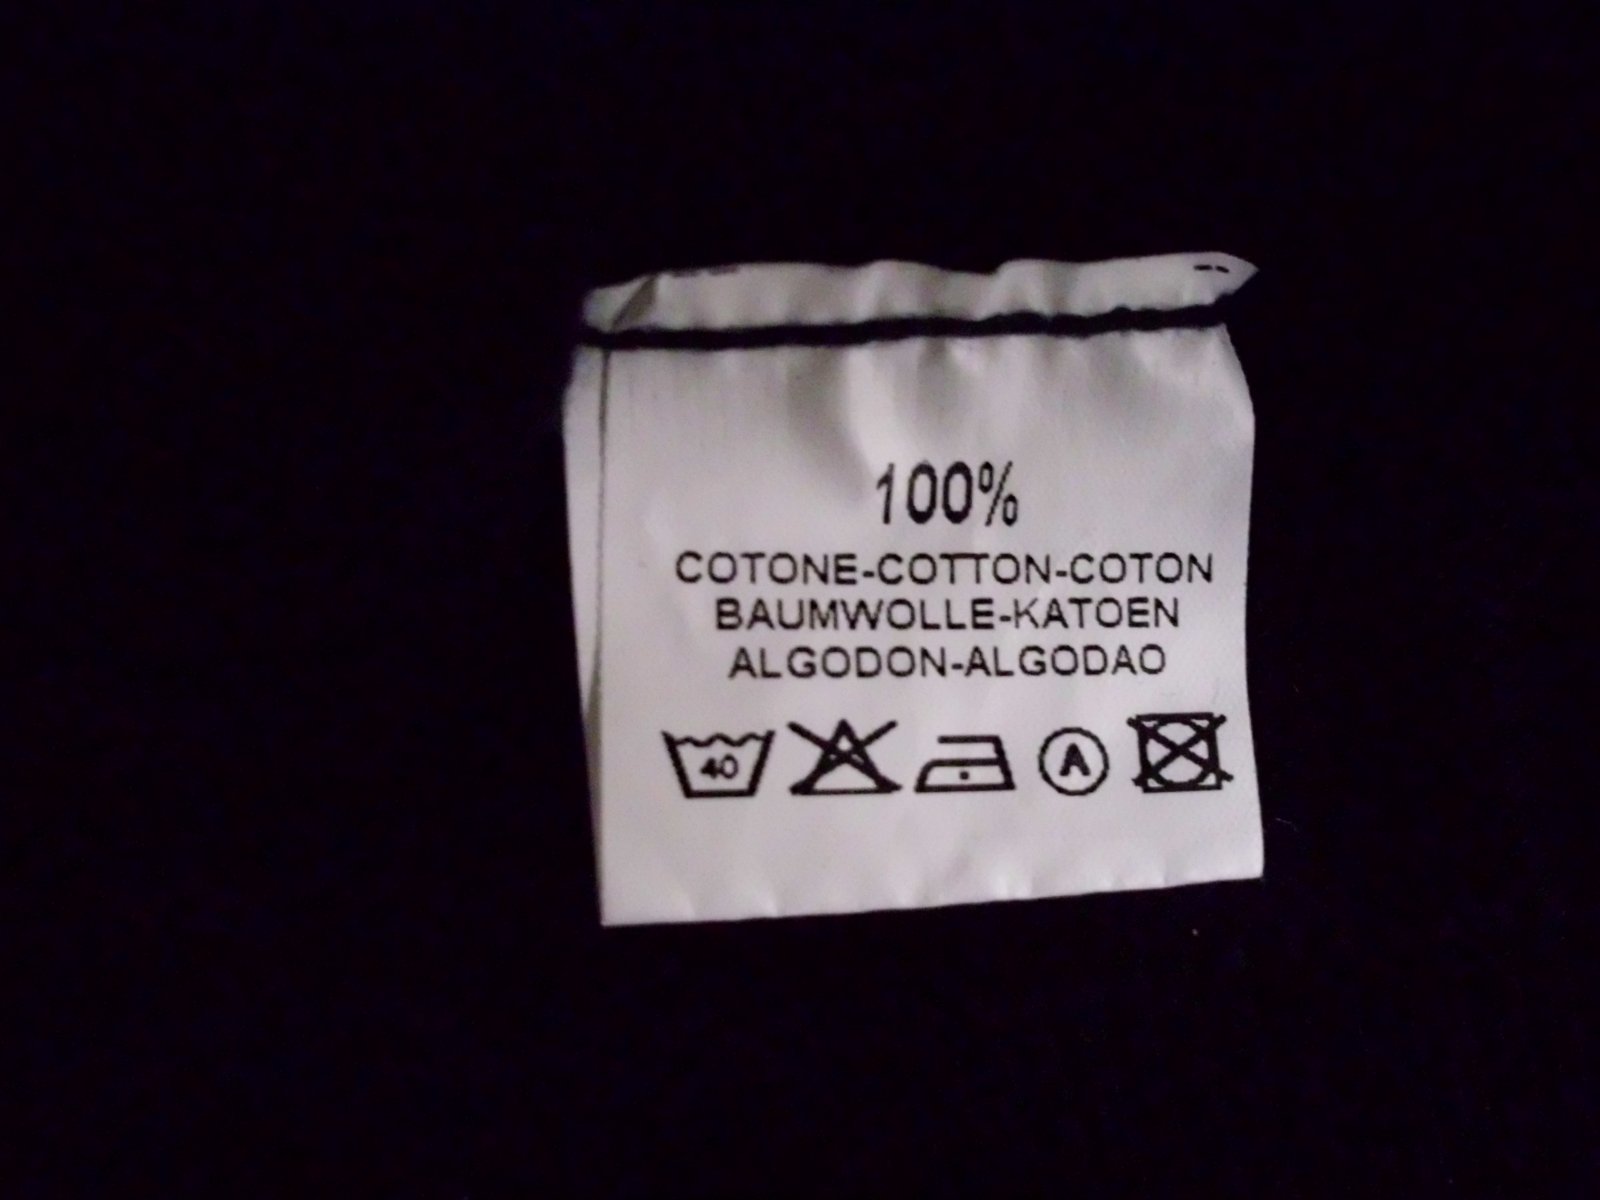 100%
COTONE-COTTON-COTON
BAUMWOLLE-KATOEN
ALGODON-ALGODAO
40 A